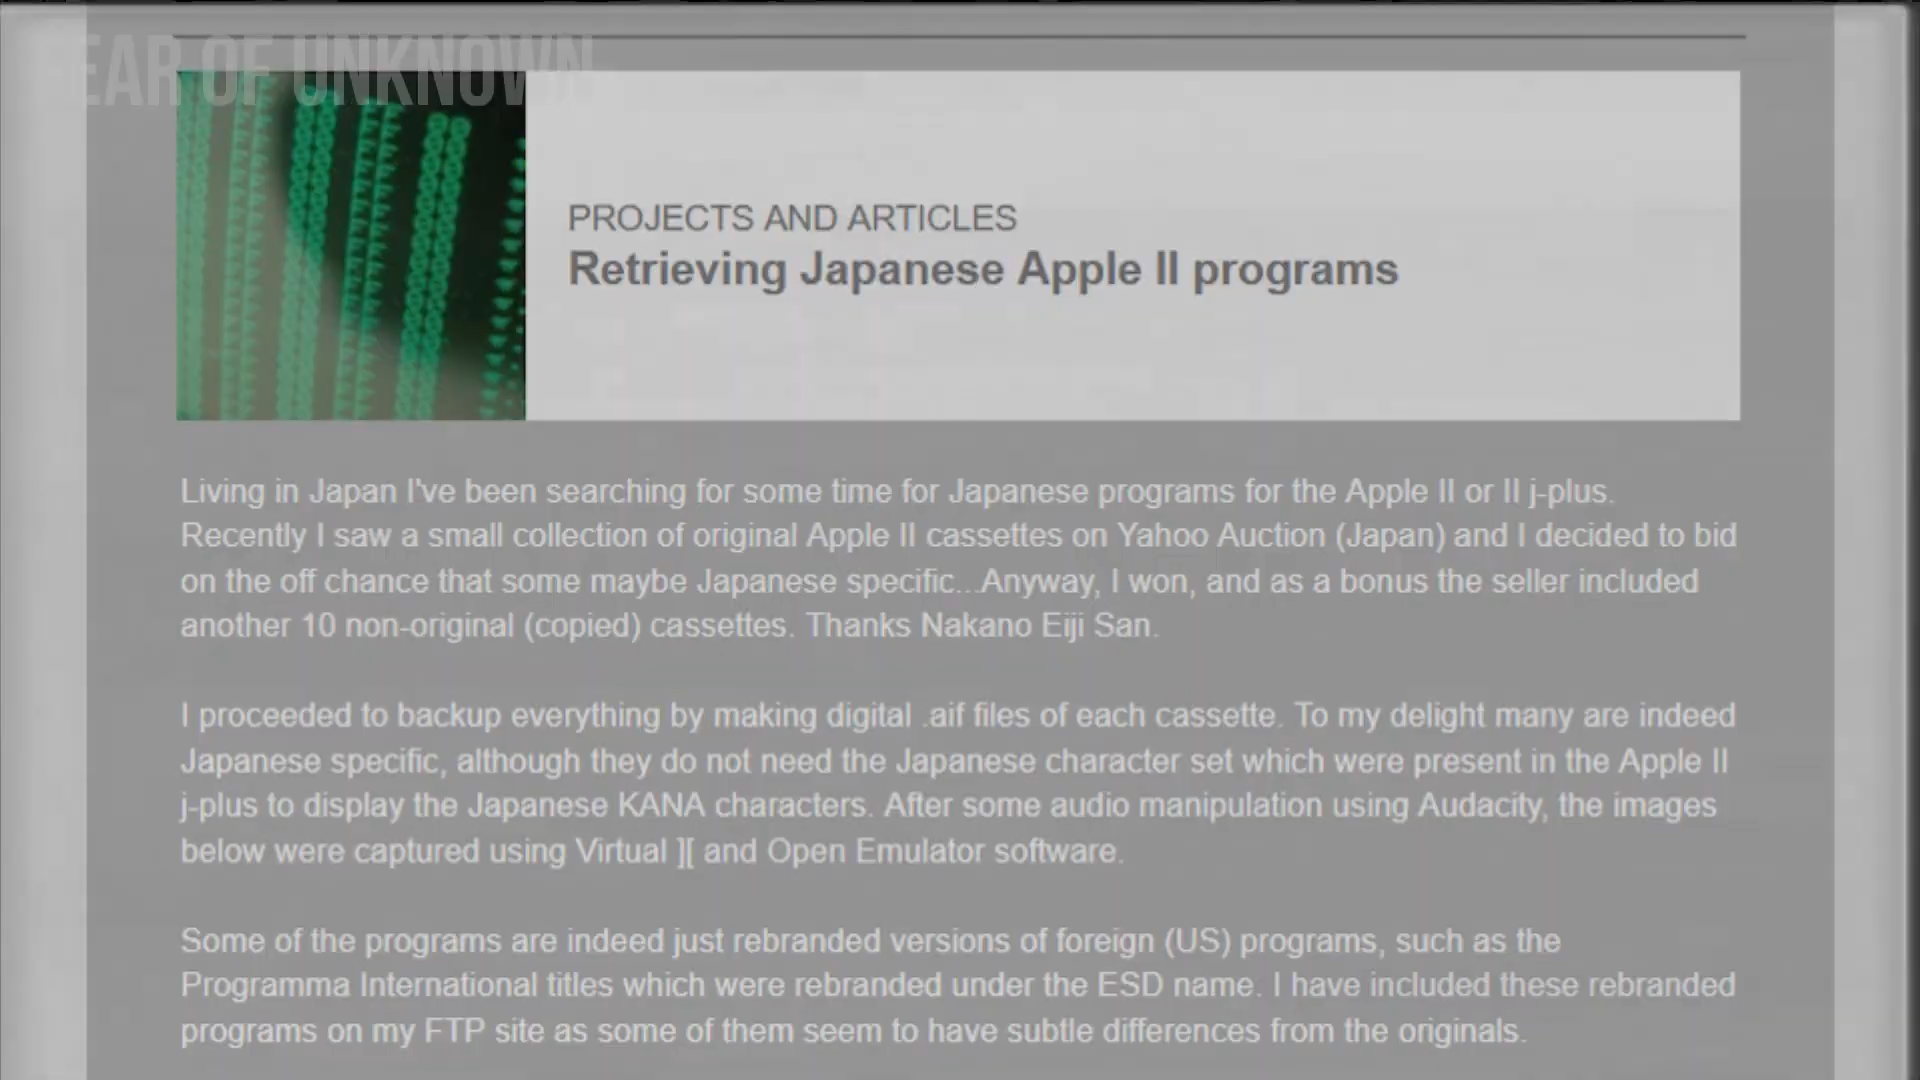 FEAR OF UNKNOWN
PROJECTS AND ARTICLES
Retrieving Japanese Apple II programs
Living in Japan I've been searching for some time for Japanese programs for the Apple II or II j-plus.
Recently I saw a small collection of original Apple II cassettes on Yahoo Auction (Japan) and I decided to bid
on the off chance that some maybe Japanese specific...Anyway, I won, and as a bonus the seller included
another 10 non-original (copied) cassettes. Thanks Nakano Eiji San.
I proceeded to backup everything by making digital .aif files of each cassette. To my delight many are indeed
Japanese specific, although they do not need the Japanese character set which were present in the Apple II
j-plus to display the Japanese KANA characters. After some audio manipulation using Audacity, the images
below were captured using Virtual ][ and Open Emulator software.
Some of the programs are indeed just rebranded versions of foreign (US) programs, such as the
Programma International titles which were rebranded under the ESD name. I have included these rebranded
programs on my FTP site as some of them seem to have subtle differences from the originals.